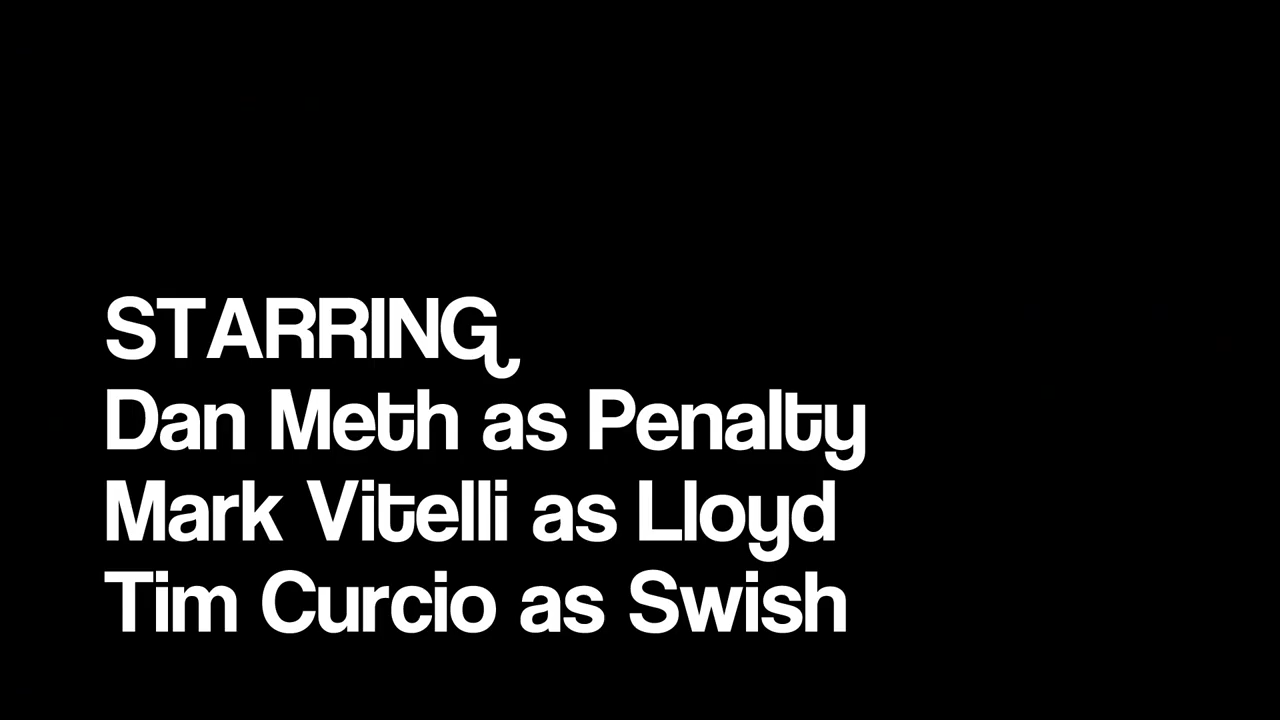 STARRING
Dan Meth as Penalty
Mark Vitelli as Lloyd
Tim Curcio as Swish